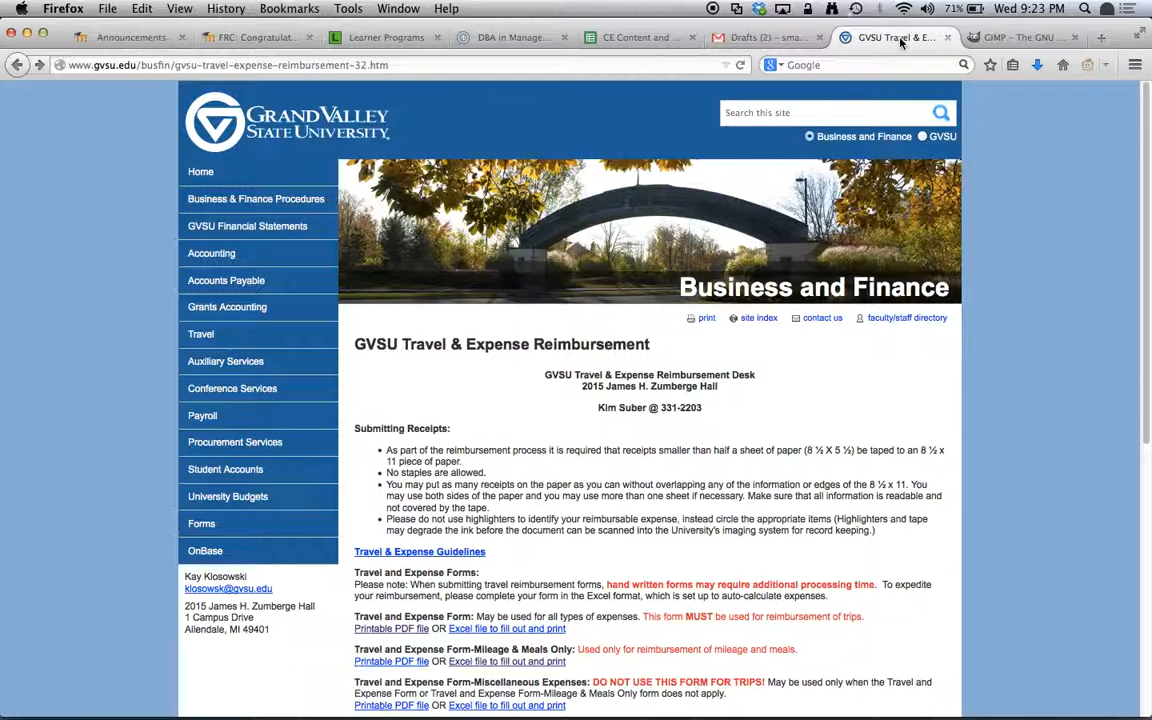 Firefox File Edit View History Bookmarks Tools Window Help 71% Wed 9:23 PM
Announcements FRC: Congratulat... Learner Programs DBA in Manage... CE Content and ... Drafts (2) – sma... GVSU Travel & E... GIMP – The GNU ...
www.gvsu.edu/busfin/gvsu-travel-expense-reimbursement-32.htm Google
GRAND VALLEY
STATE UNIVERSITY.
Search this site
Business and Finance GVSU
Home
Business & Finance Procedures
GVSU Financial Statements
Accounting
Accounts Payable
Grants Accounting
Travel
Auxiliary Services
Conference Services
Payroll
Procurement Services
Student Accounts
University Budgets
Forms
OnBase
Kay Klosowski
klosowsk@gvsu.edu
2015 James H. Zumberge Hall
1 Campus Drive
Allendale, MI 49401
Business and Finance
print site index contact us faculty/staff directory
GVSU Travel & Expense Reimbursement
GVSU Travel & Expense Reimbursement Desk
2015 James H. Zumberge Hall
Kim Suber @ 331-2203
Submitting Receipts:
As part of the reimbursement process it is required that receipts smaller than half a sheet of paper (8 ½ X 5 ½) be taped to an 8 ½ x
11 piece of paper.
No staples are allowed.
You may put as many receipts on the paper as you can without overlapping any of the information or edges of the 8 ½ x 11. You
may use both sides of the paper and you may use more than one sheet if necessary. Make sure that all information is readable and
not covered by the tape.
Please do not use highlighters to identify your reimbursable expense, instead circle the appropriate items (Highlighters and tape
may degrade the ink before the document can be scanned into the University's imaging system for record keeping.)
Travel & Expense Guidelines
Travel and Expense Forms:
Please note: When submitting travel reimbursement forms, hand written forms may require additional processing time. To expedite
your reimbursement, please complete your form in the Excel format, which is set up to auto-calculate expenses.
Travel and Expense Form: May be used for all types of expenses. This form MUST be used for reimbursement of trips.
Printable PDF file OR Excel file to fill out and print
Travel and Expense Form-Mileage & Meals Only: Used only for reimbursement of mileage and meals.
Printable PDF file OR Excel file to fill out and print
Travel and Expense Form-Miscellaneous Expenses: DO NOT USE THIS FORM FOR TRIPS! May be used only when the Travel and
Expense Form or Travel and Expense Form-Mileage & Meals Only form does not apply.
Printable PDF file OR Excel file to fill out and print